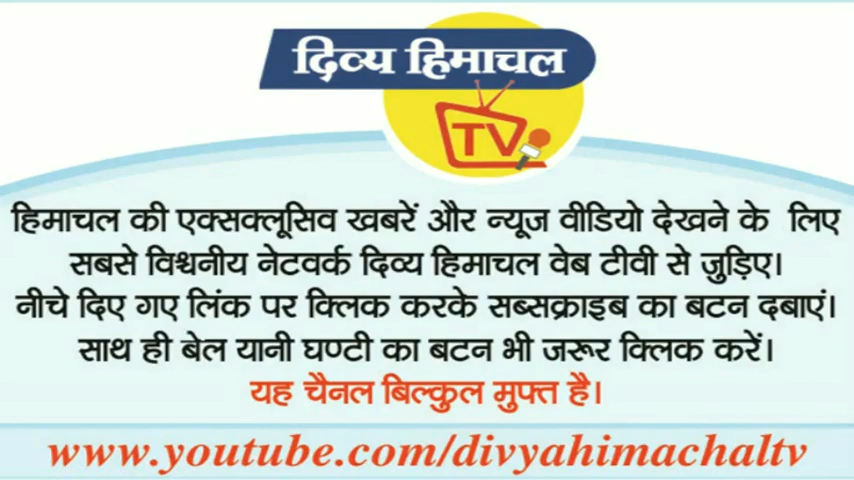 दिव्य हिमाचल
TV
हिमाचल की एक्सक्लूसिव खबरें और न्यूज वीडियो देखने के लिए
सबसे विश्वनीय नेटवर्क दिव्य हिमाचल वेब टीवी से जुड़िए।
नीचे दिए गए लिंक पर क्लिक करके सब्सक्राइब का बटन दबाएं।
साथ ही बेल यानी घण्टी का बटन भी जरूर क्लिक करें।
यह चैनल बिल्कुल मुफ्त है।
www.youtube.com/divyahimachaltv